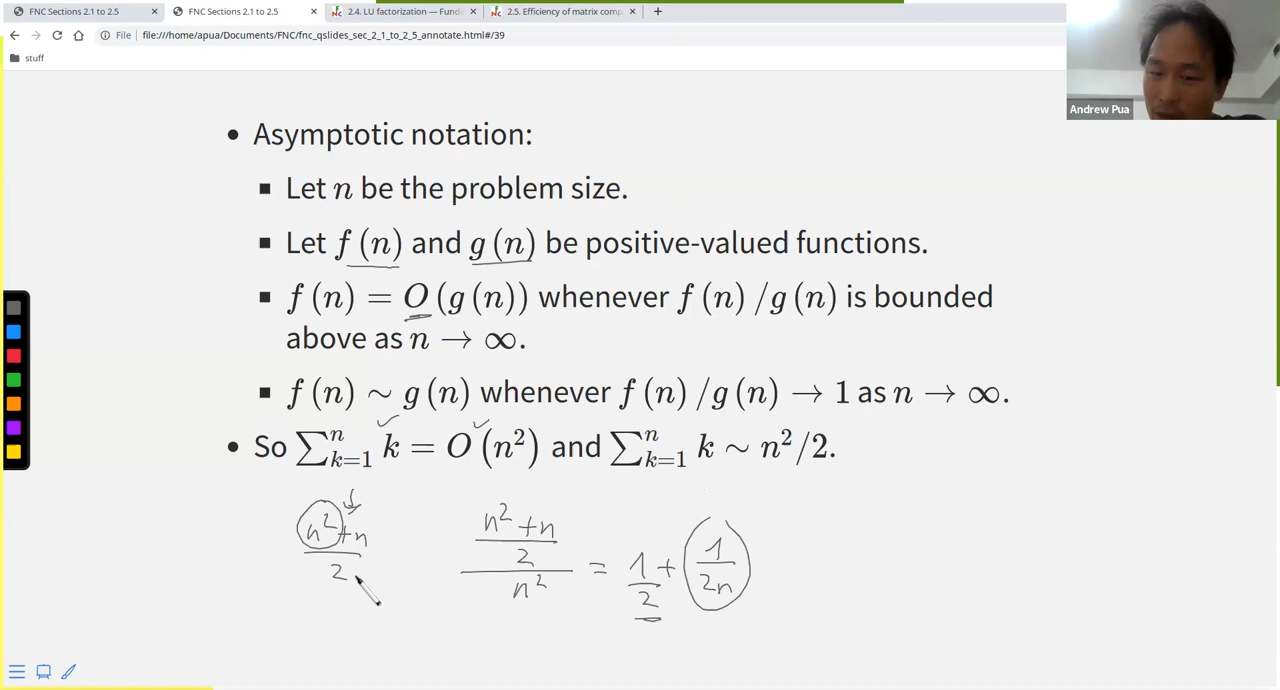 FNC Sections 2.1 to 2.5
FNC Sections 2.1 to 2.5
2.4. LU factorization — Fund
2.5. Efficiency of matrix comp
File
file:///home/apua/Documents/FNC/fnc_qslides_sec_2_1_to_2_5_annotate.html#/39
stuff
Andrew Pua
• Asymptotic notation:
▪ Let n be the problem size.
▪ Let f (n) and g (n) be positive-valued functions.
▪ f (n) = O (g (n)) whenever f (n) /g (n) is bounded
above as n → ∞.
▪ f (n) ∼ g (n) whenever f (n) /g (n) → 1 as n → ∞.
• So ∑ⁿₖ₌₁ k = O (n²) and ∑ⁿₖ₌₁ k ∼ n²/2.
n² + n
2
n² + n
2
n²
= 1/2 + 1/2n